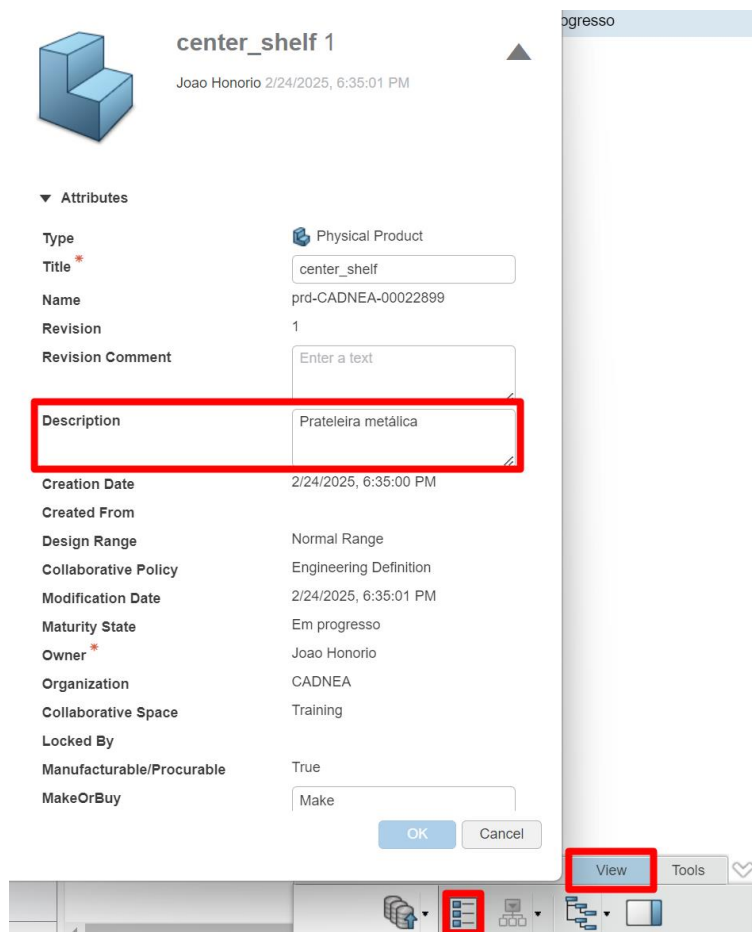 ogresso
center_shelf 1
Joao Honorio 2/24/2025, 6:35:01 PM
Attributes
Type Physical Product
Title * center_shelf
Name prd-CADNEA-00022899
Revision 1
Revision Comment Enter a text
Description Prateleira metálica
Creation Date 2/24/2025, 6:35:00 PM
Created From
Design Range Normal Range
Collaborative Policy Engineering Definition
Modification Date 2/24/2025, 6:35:01 PM
Maturity State Em progresso
Owner * Joao Honorio
Organization CADNEA
Collaborative Space Training
Locked By
Manufacturable/Procurable True
MakeOrBuy Make
OK Cancel
View Tools